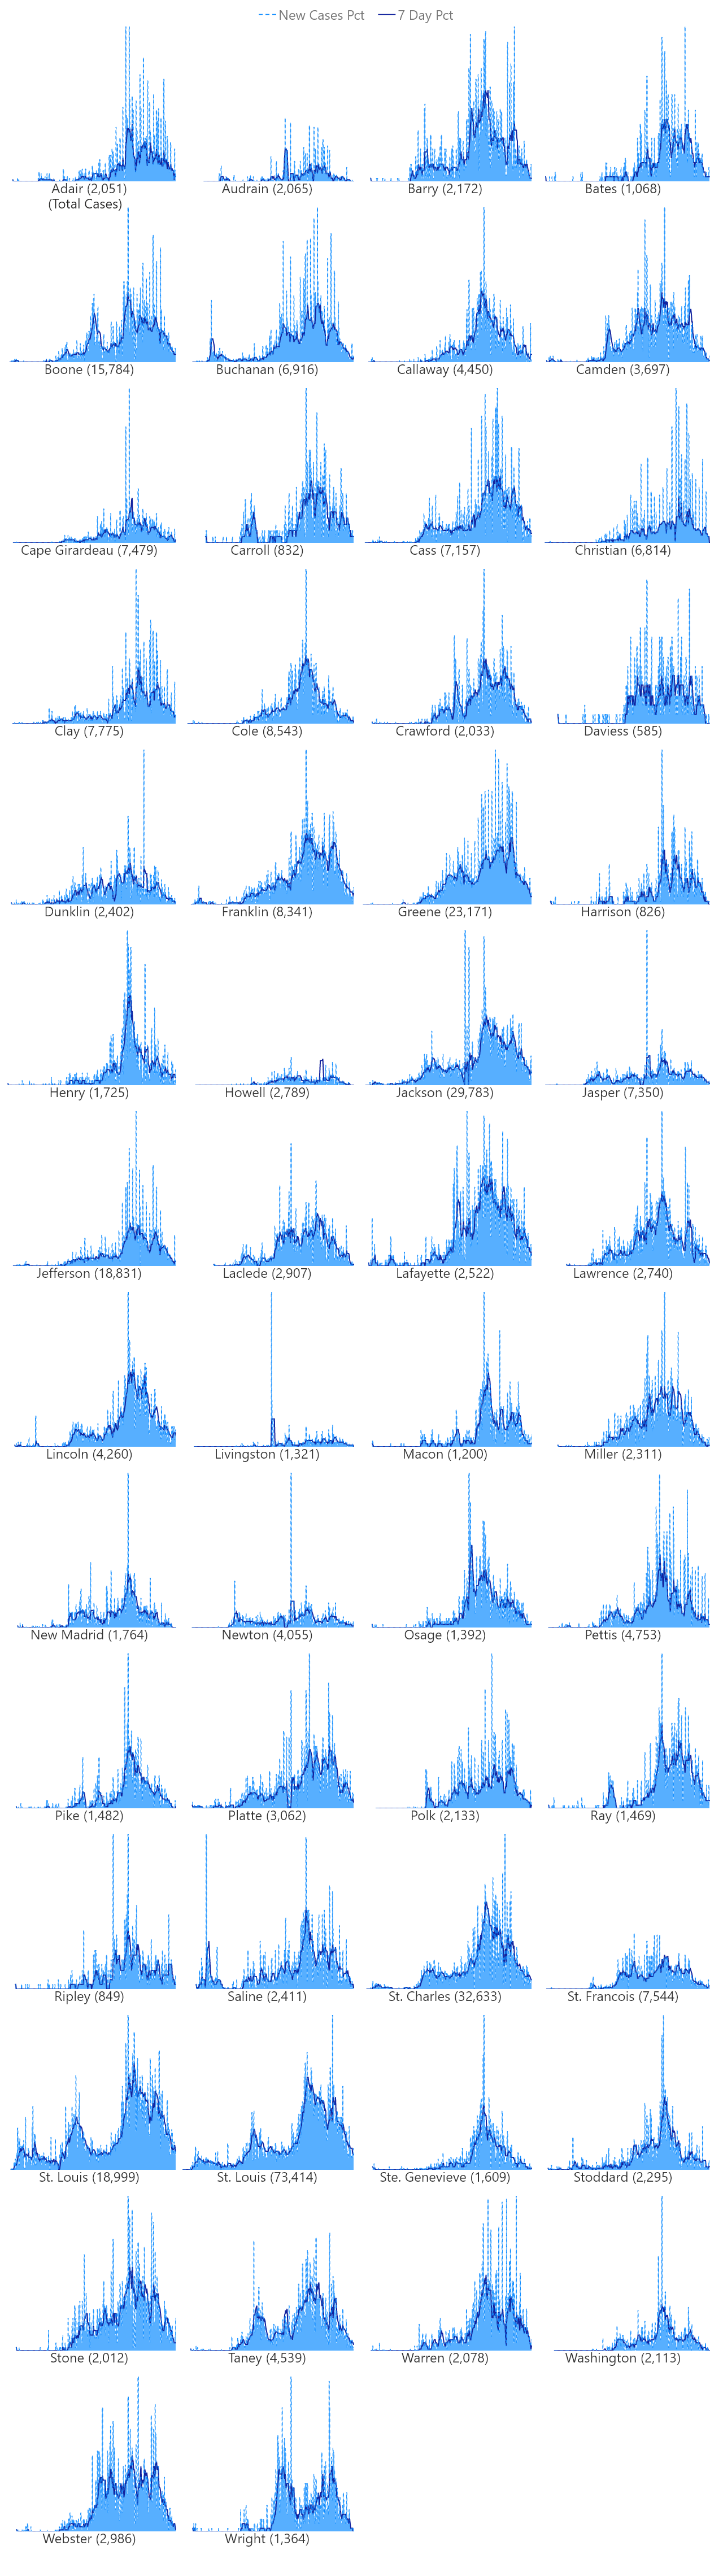 New Cases Pct 7 Day Pct
Adair (2,051) Audrain (2,065) Barry (2,172) Bates (1,068)
(Total Cases)
Boone (15,784) Buchanan (6,916) Callaway (4,450) Camden (3,697)
Cape Girardeau (7,479) Carroll (832) Cass (7,157) Christian (6,814)
Clay (7,775) Cole (8,543) Crawford (2,033) Daviess (585)
Dunklin (2,402) Franklin (8,341) Greene (23,171) Harrison (826)
Henry (1,725) Howell (2,789) Jackson (29,783) Jasper (7,350)
Jefferson (18,831) Laclede (2,907) Lafayette (2,522) Lawrence (2,740)
Lincoln (4,260) Livingston (1,321) Macon (1,200) Miller (2,311)
New Madrid (1,764) Newton (4,055) Osage (1,392) Pettis (4,753)
Pike (1,482) Platte (3,062) Polk (2,133) Ray (1,469)
Ripley (849) Saline (2,411) St. Charles (32,633) St. Francois (7,544)
St. Louis (18,999) St. Louis (73,414) Ste. Genevieve (1,609) Stoddard (2,295)
Stone (2,012) Taney (4,539) Warren (2,078) Washington (2,113)
Webster (2,986) Wright (1,364)